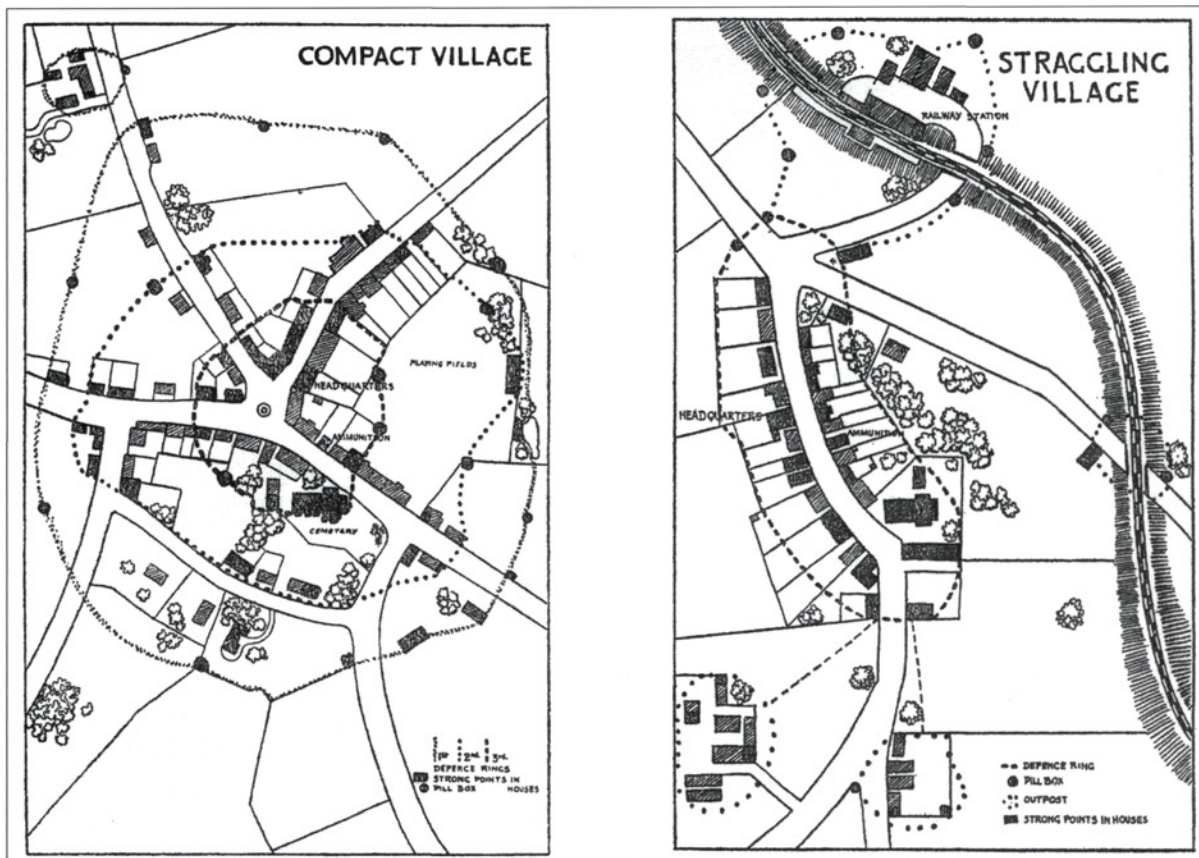 COMPACT VILLAGE
PLAYING FIELDS
HEADQUARTERS
AMMUNITION
CEMETERY
1ST 2ND 3RD.
DEFENCE RINGS
STRONG POINTS IN
HOUSES
PILL BOX
STRAGGLING
VILLAGE
RAILWAY STATION
HEADQUARTERS
AMMUNITION
DEFENCE RING
PILL BOX
OUTPOST
STRONG POINTS IN HOUSES